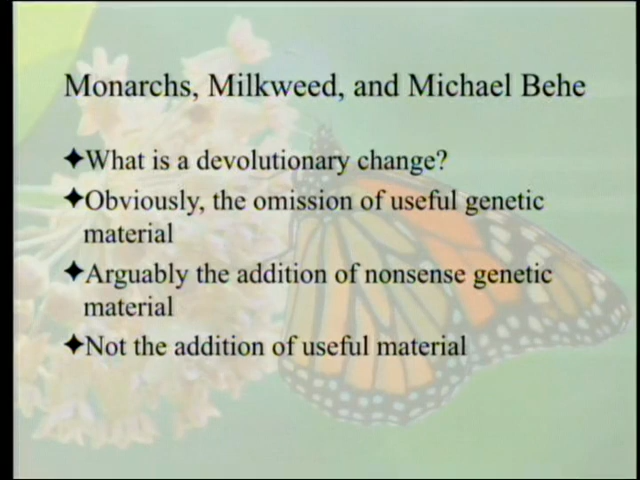 Monarchs, Milkweed, and Michael Behe
✦What is a devolutionary change?
✦Obviously, the omission of useful genetic
material
✦Arguably the addition of nonsense genetic
material
✦Not the addition of useful material